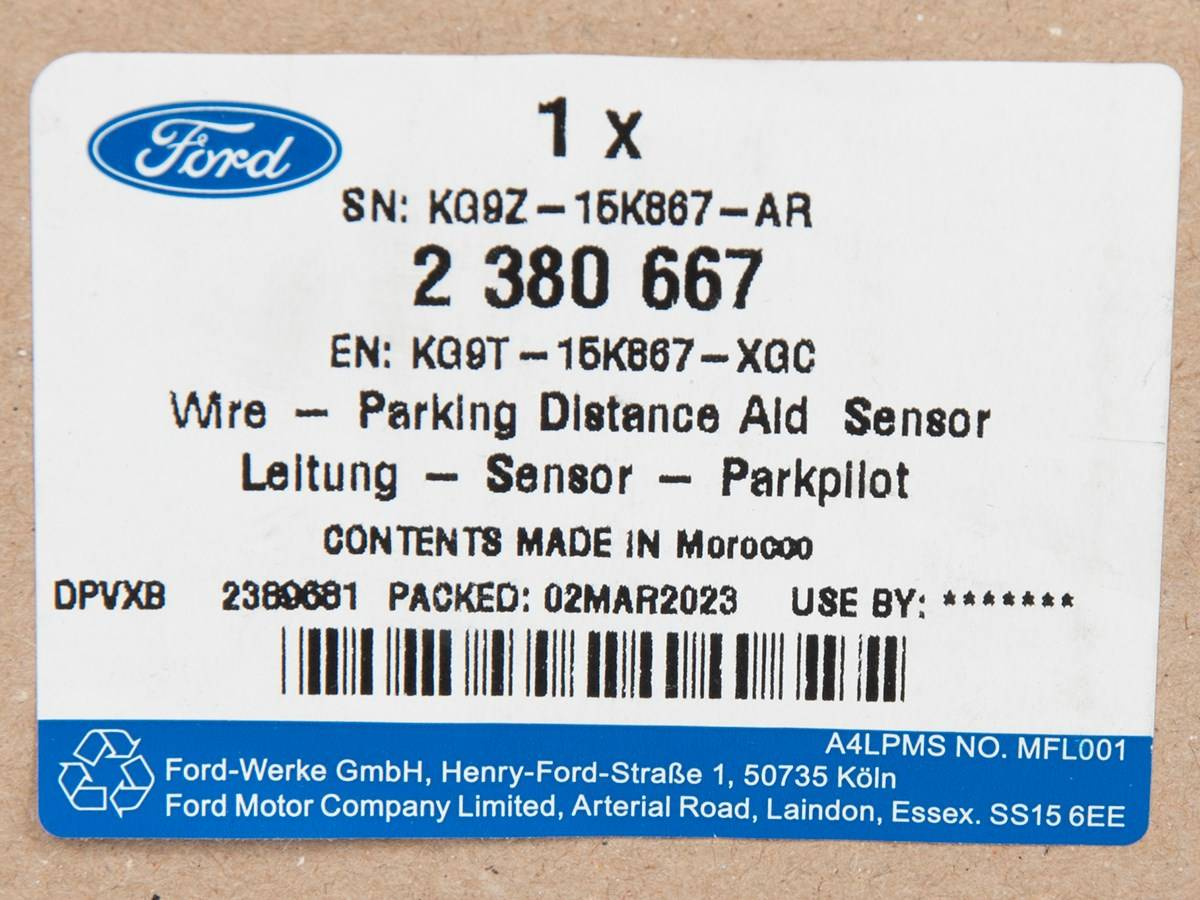 Ford
1 x
SN: KG9Z-15K867-AR
2 380 667
EN: KG9T-15K867-XGC
Wire - Parking Distance Aid Sensor
Leitung - Sensor - Parkpilot
CONTENTS MADE IN Morocco
DPVXB 2389681 PACKED: 02MAR2023 USE BY: *******
A4LPMS NO. MFL001
Ford-Werke GmbH, Henry-Ford-Straße 1, 50735 Köln
Ford Motor Company Limited, Arterial Road, Laindon, Essex. SS15 6EE